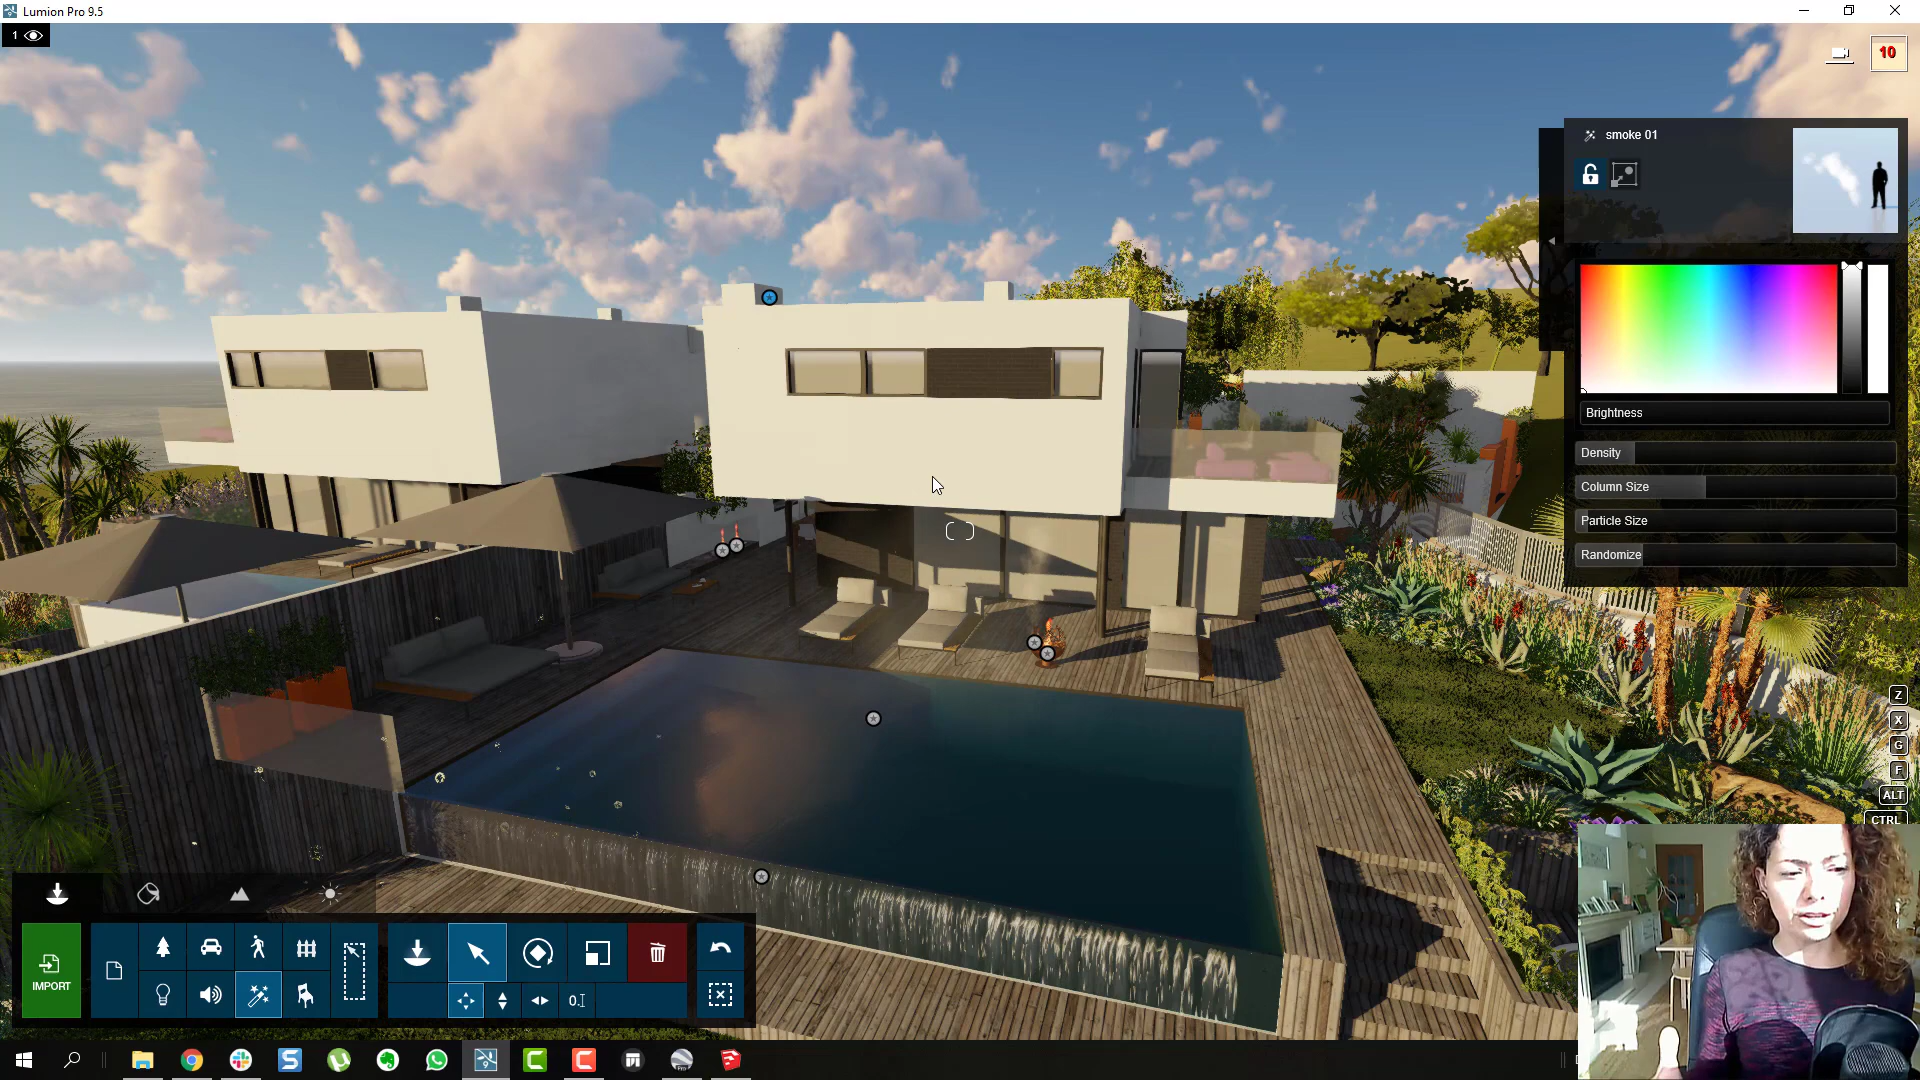 Lumion Pro 9.5
1
10
smoke 01
Brightness
Density
Column Size
Particle Size
Randomize
Z
X
G
F
ALT
CTRL
IMPORT
0.
9